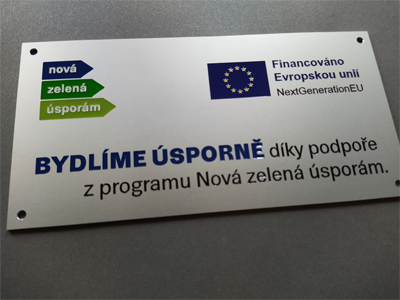 nová
zelená
úsporám
Financováno
Evropskou unií
NextGenerationEU
BYDLÍME ÚSPORNĚ díky podpoře
z programu Nová zelená úsporám.